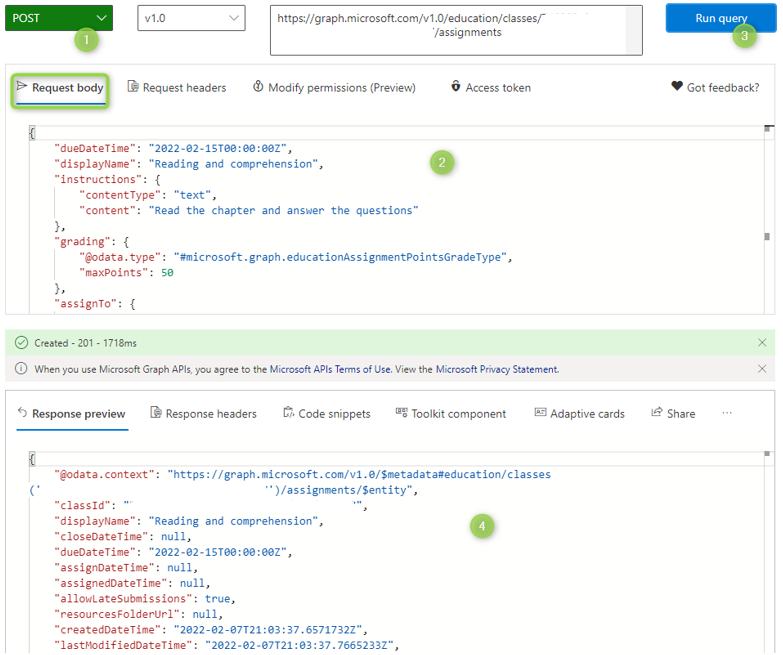 POST
v1.0
https://graph.microsoft.com/v1.0/education/classes/
/assignments
Run query
1
3
Request body
Request headers
Modify permissions (Preview)
Access token
Got feedback?
{
"dueDateTime": "2022-02-15T00:00:00Z",
"displayName": "Reading and comprehension",
"instructions": {
"contentType": "text",
"content": "Read the chapter and answer the questions"
},
"grading": {
"@odata.type": "#microsoft.graph.educationAssignmentPointsGradeType",
"maxPoints": 50
},
"assignTo": {
2
Created - 201 - 1718ms
When you use Microsoft Graph APIs, you agree to the Microsoft APIs Terms of Use. View the Microsoft Privacy Statement.
Response preview
Response headers
Code snippets
Toolkit component
Adaptive cards
Share
...
{
"@odata.context": "https://graph.microsoft.com/v1.0/$metadata#education/classes
('')/assignments/$entity",
"classId": "",
"displayName": "Reading and comprehension",
"closeDateTime": null,
"dueDateTime": "2022-02-15T00:00:00Z",
"assignDateTime": null,
"assignedDateTime": null,
"allowLateSubmissions": true,
"resourcesFolderUrl": null,
"createdDateTime": "2022-02-07T21:03:37.6571732Z",
"lastModifiedDateTime": "2022-02-07T21:03:37.7665233Z",
4